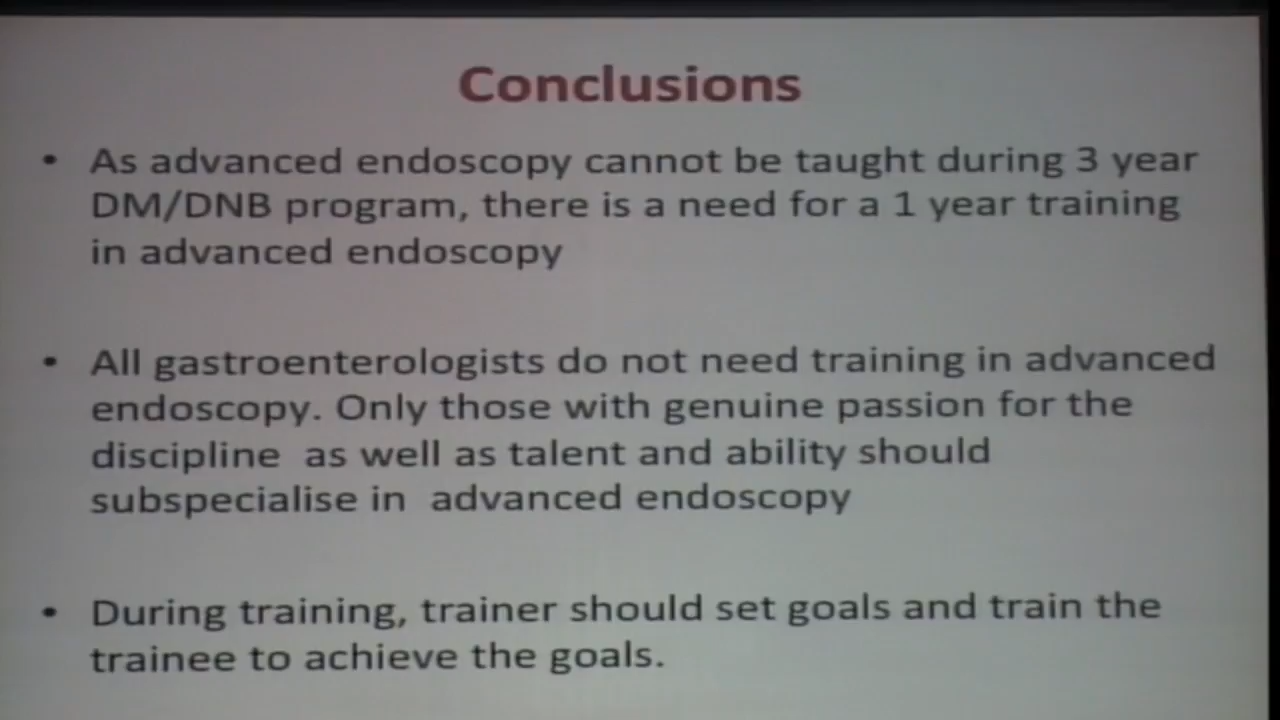 Conclusions
• As advanced endoscopy cannot be taught during 3 year
DM/DNB program, there is a need for a 1 year training
in advanced endoscopy
• All gastroenterologists do not need training in advanced
endoscopy. Only those with genuine passion for the
discipline  as well as talent and ability should
subspecialise in  advanced endoscopy
• During training, trainer should set goals and train the
trainee to achieve the goals.